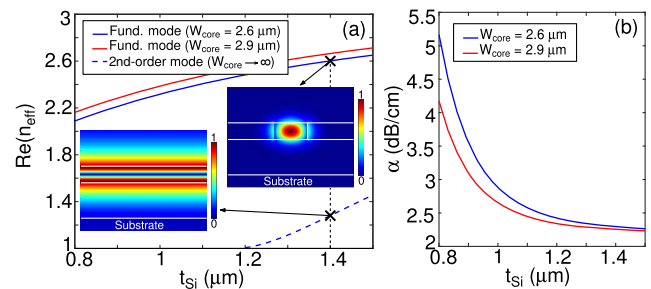 (a)
Fund. mode (W_core = 2.6 μm)
Fund. mode (W_core = 2.9 μm)
2nd-order mode (W_core →∞)
3
2.6
2.2
1.8
1.4
1
Re(n_eff)
1
0
Substrate
1
0
Substrate
0.8
1
1.2
1.4
t_Si (μm)
(b)
W_core = 2.6 μm
W_core = 2.9 μm
5.5
5
4.5
4
3.5
3
2.5
2
α (dB/cm)
0.8
1
1.2
1.4
t_Si (μm)